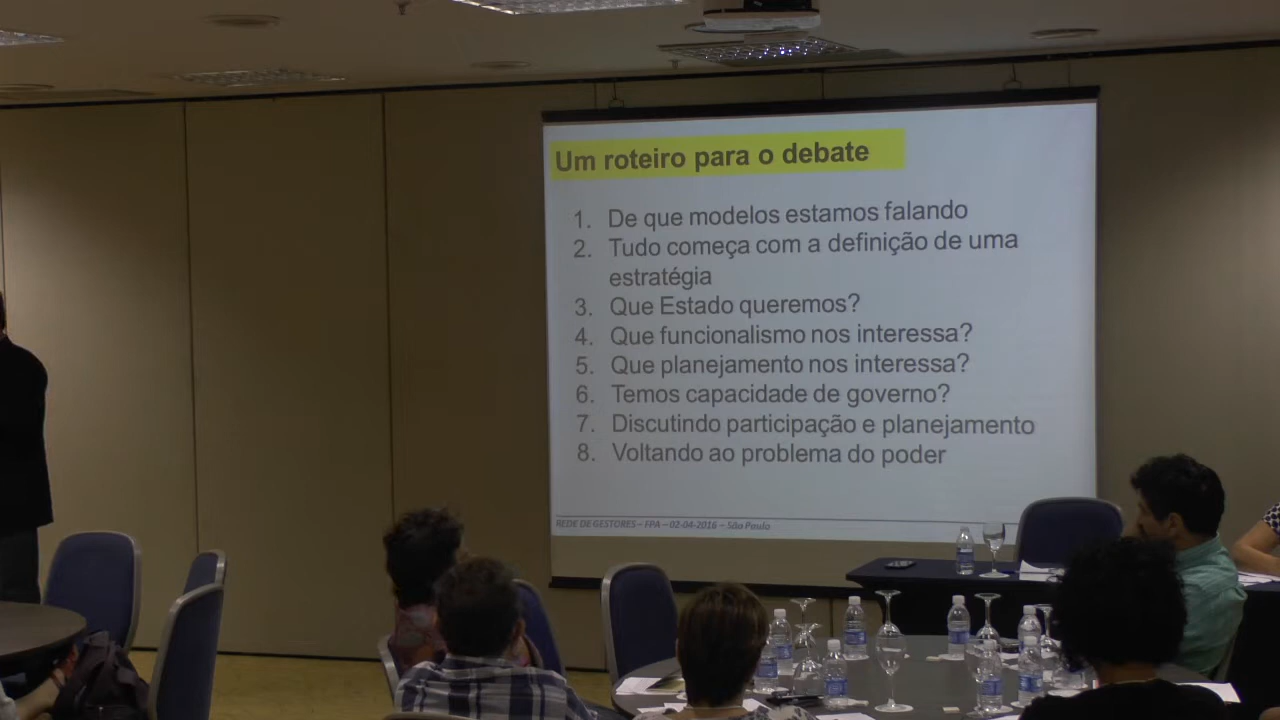 Um roteiro para o debate
1. De que modelos estamos falando
2. Tudo começa com a definição de uma
estratégia
3. Que Estado queremos?
4. Que funcionalismo nos interessa?
5. Que planejamento nos interessa?
6. Temos capacidade de governo?
7. Discutindo participação e planejamento
8. Voltando ao problema do poder
REDE DE GESTORES – FPA – 02-04-2016 – São Paulo